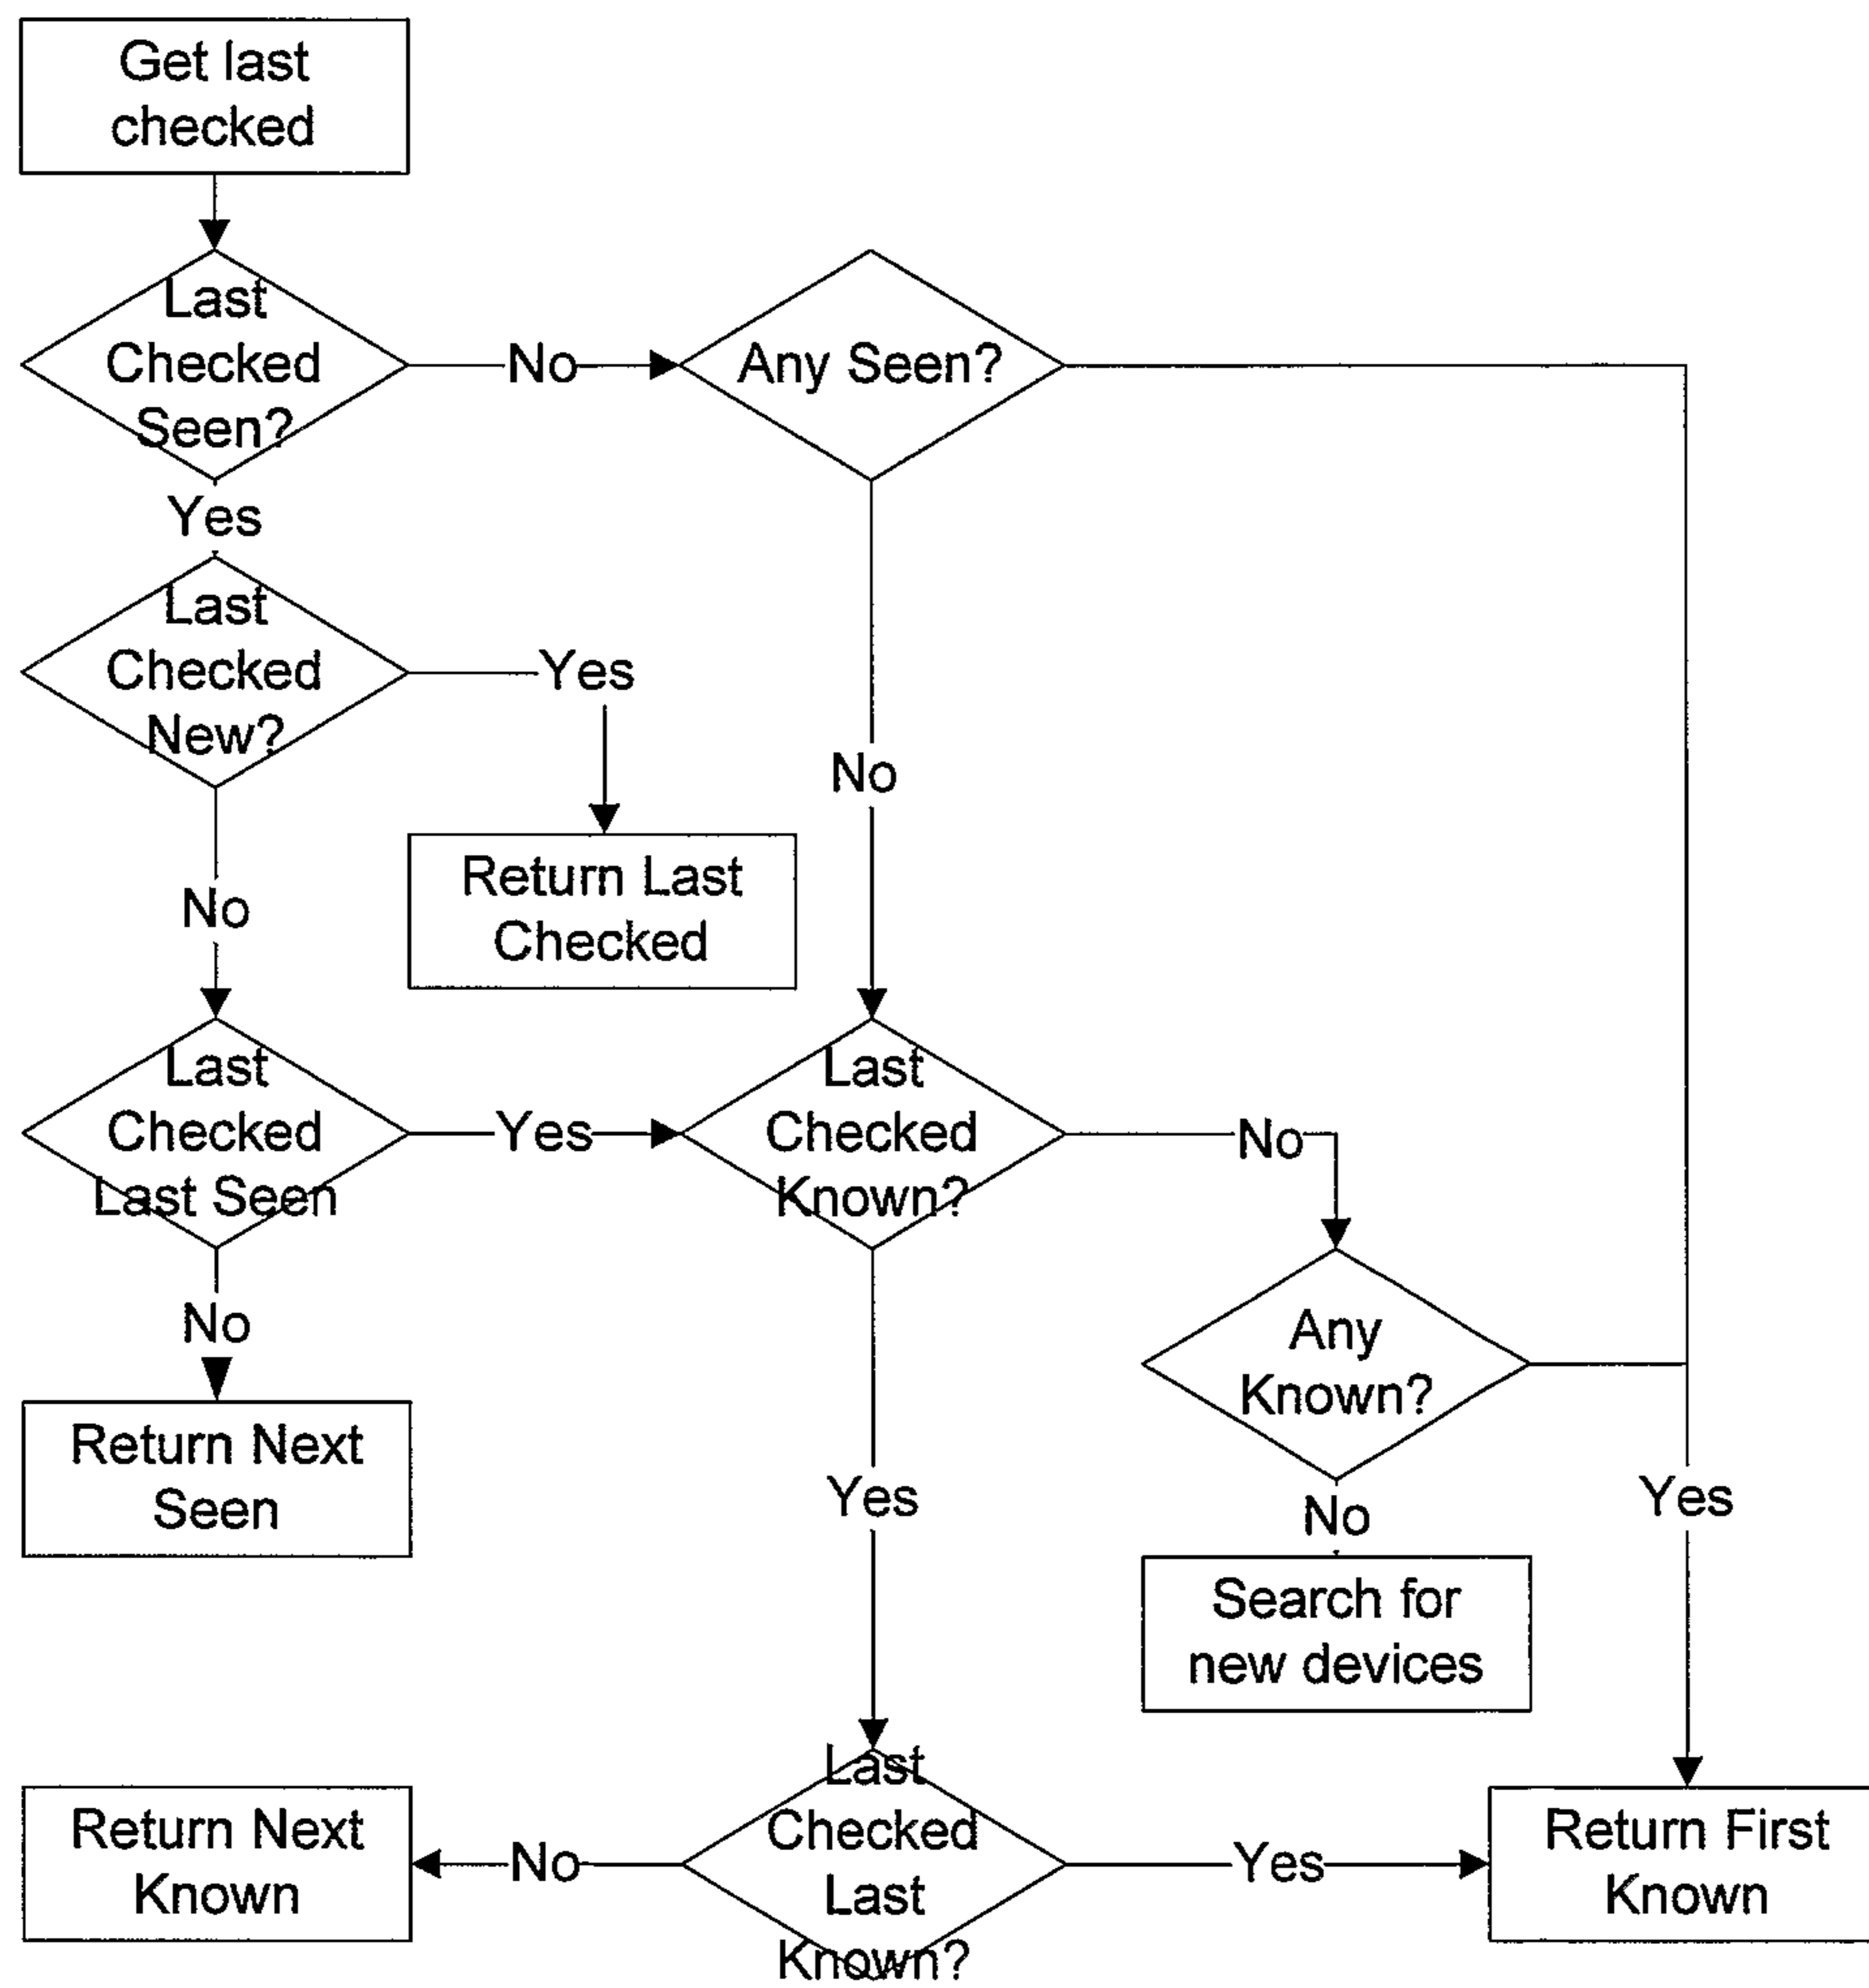 Get last
checked
Last
Checked
Seen?
No
Any Seen?
Yes
Last
Checked
New?
Yes
No
Return Last
Checked
No
Last
Checked
Last Seen
Yes
Last
Checked
Known?
No
No
Any
Known?
Return Next
Seen
Yes
No
Yes
Search for
new devices
Return Next
Known
No
Last
Checked
Last
Known?
Yes
Return First
Known